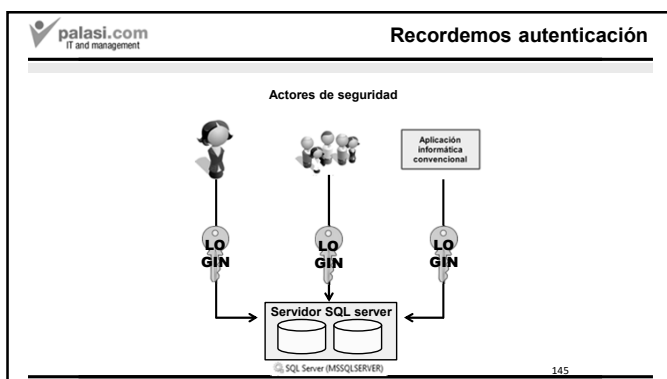 palasi.com
IT and management
Recordemos autenticación
Actores de seguridad
Aplicación
informática
convencional
LO
GIN
LO
GIN
LO
GIN
Servidor SQL server
SQL Server (MSSQLSERVER)
145